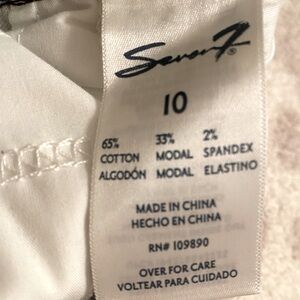 Seven7®
10
65% 33% 2%
COTTON MODAL SPANDEX
ALGODÓN MODAL ELASTINO
MADE IN CHINA
HECHO EN CHINA
RN# 109890
OVER FOR CARE
VOLTEAR PARA CUIDADO